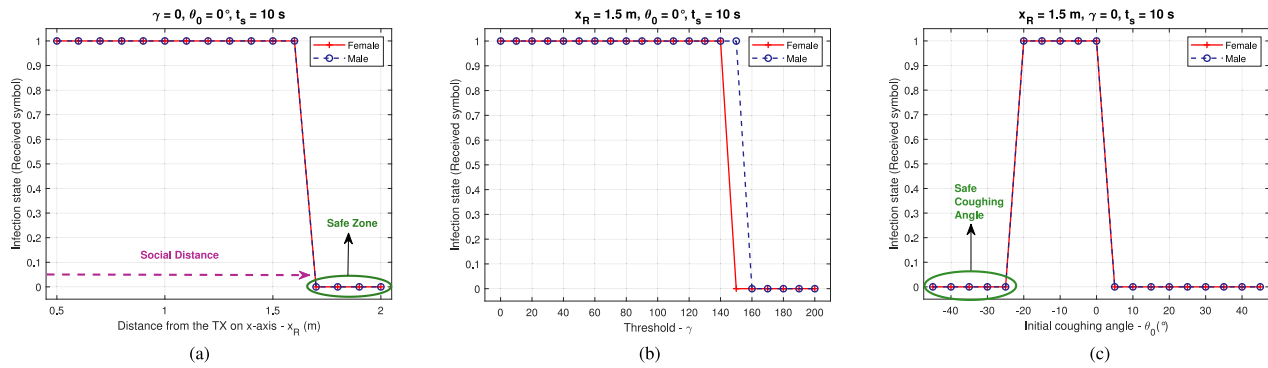 γ = 0, θ₀ = 0°, tₛ = 10 s
Infection state (Received symbol)
1
0.9
0.8
0.7
0.6
0.5
0.4
0.3
0.2
0.1
0
Female
Male
Safe Zone
Social Distance
0.5
1
1.5
2
Distance from the TX on x-axis - x_R (m)
(a)
x_R = 1.5 m, θ₀ = 0°, tₛ = 10 s
Infection state (Received symbol)
1
0.9
0.8
0.7
0.6
0.5
0.4
0.3
0.2
0.1
0
Female
Male
0
20
40
60
80
100
120
140
160
180
200
Threshold - γ
(b)
x_R = 1.5 m, γ = 0, tₛ = 10 s
Infection state (Received symbol)
1
0.9
0.8
0.7
0.6
0.5
0.4
0.3
0.2
0.1
0
Female
Male
Safe
Coughing
Angle
-40
-30
-20
-10
0
10
20
30
40
Initial coughing angle - θ₀(°)
(c)